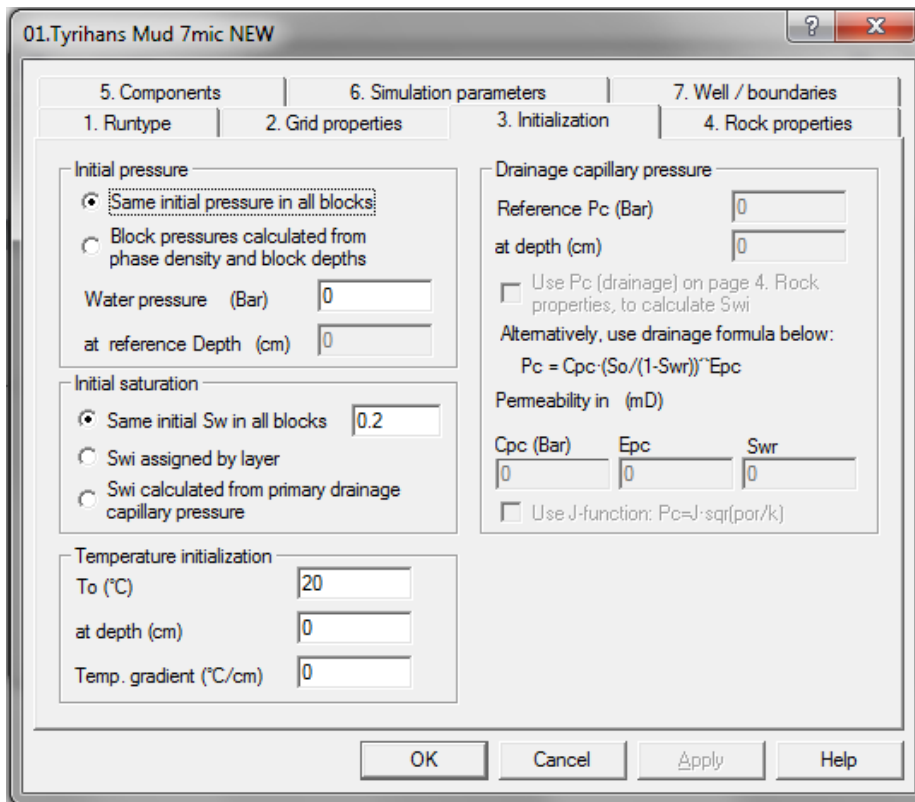 01.Tyrihans Mud 7mic NEW
?
5. Components
6. Simulation parameters
7. Well / boundaries
1. Runtype
2. Grid properties
3. Initialization
4. Rock properties
Initial pressure
Same initial pressure in all blocks
Block pressures calculated from
phase density and block depths
Water pressure (Bar) 0
at reference Depth (cm) 0
Initial saturation
Same initial Sw in all blocks 0.2
Swi assigned by layer
Swi calculated from primary drainage
capillary pressure
Temperature initialization
To (°C) 20
at depth (cm) 0
Temp. gradient (°C/cm) 0
Drainage capillary pressure
Reference Pc (Bar) 0
at depth (cm) 0
Use Pc (drainage) on page 4. Rock
properties, to calculate Swi
Alternatively, use drainage formula below:
Pc = Cpc·(So/(1-Swr))^Epc
Permeability in (mD)
Cpc (Bar) Epc Swr
0 0 0
Use J-function: Pc=J·sqr(por/k)
OK
Cancel
Apply
Help